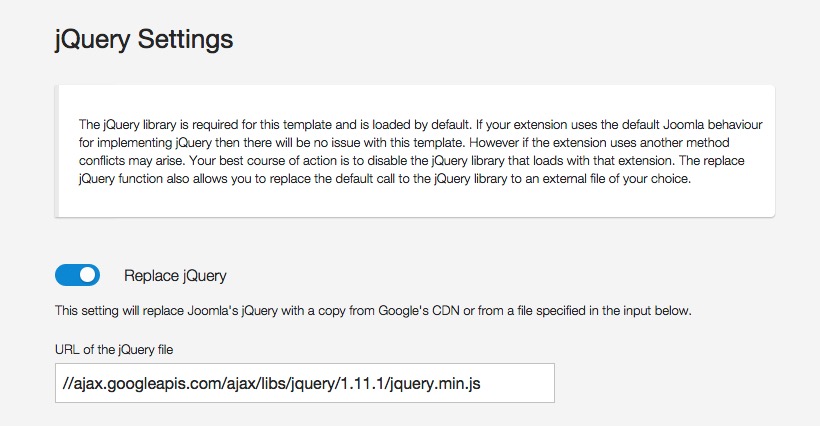 jQuery Settings
The jQuery library is required for this template and is loaded by default. If your extension uses the default Joomla behaviour
for implementing jQuery then there will be no issue with this template. However if the extension uses another method
conflicts may arise. Your best course of action is to disable the jQuery library that loads with that extension. The replace
jQuery function also allows you to replace the default call to the jQuery library to an external file of your choice.
Replace jQuery
This setting will replace Joomla's jQuery with a copy from Google's CDN or from a file specified in the input below.
URL of the jQuery file
//ajax.googleapis.com/ajax/libs/jquery/1.11.1/jquery.min.js